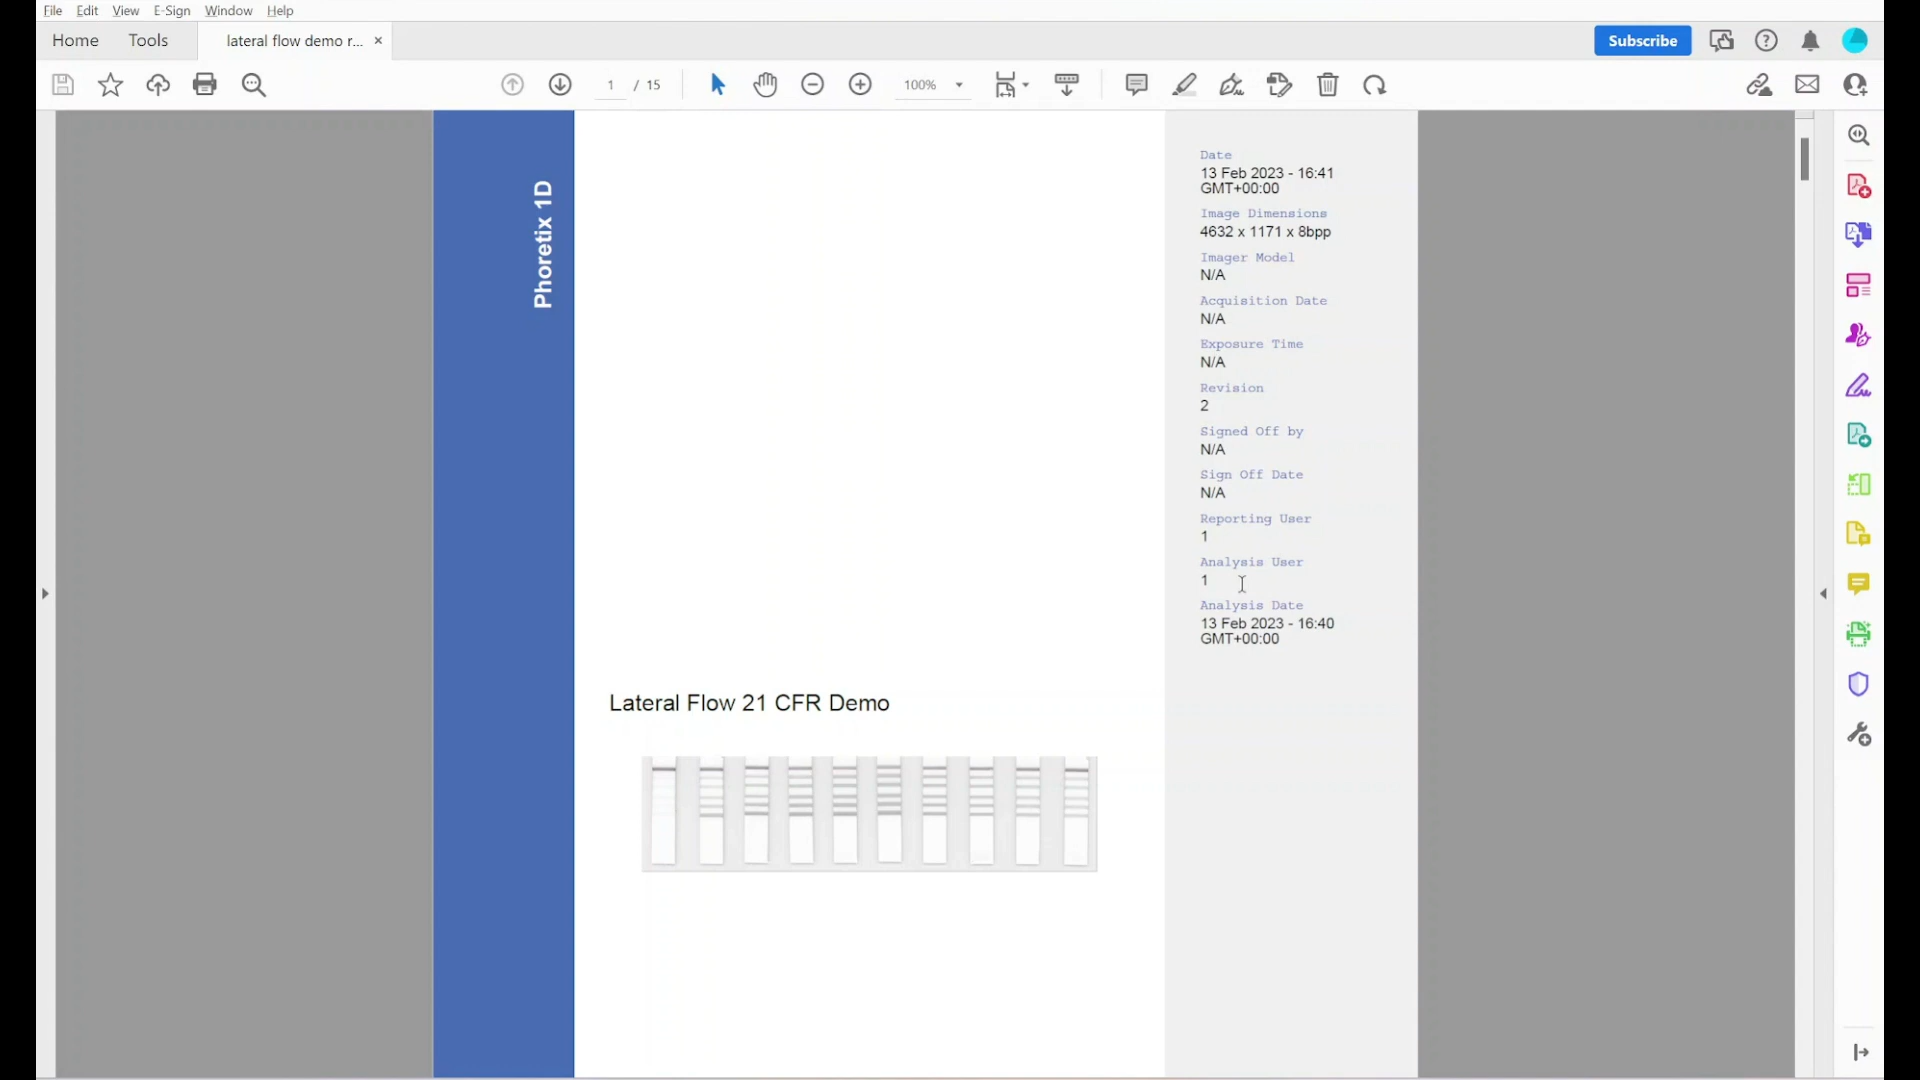 File Edit View E-Sign Window Help
Home Tools lateral flow demo r... ×
Subscribe
1 / 15 100%
Phoretix 1D
Date
13 Feb 2023 - 16:41
GMT+00:00
Image Dimensions
4632 x 1171 x 8bpp
Imager Model
N/A
Acquisition Date
N/A
Exposure Time
N/A
Revision
2
Signed Off by
N/A
Sign Off Date
N/A
Reporting User
1
Analysis User
1
Analysis Date
13 Feb 2023 - 16:40
GMT+00:00
Lateral Flow 21 CFR Demo